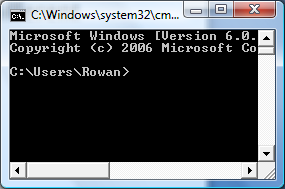 C:\Windows\system32\cm...
Microsoft Windows [Version 6.0.
Copyright (c) 2006 Microsoft Co
C:\Users\Rowan>